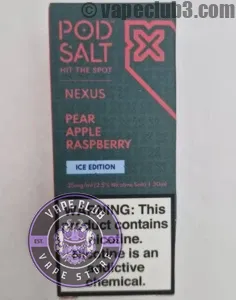 vapeclub3.com
POD SALT
HIT THE SPOT
NEXUS
PEAR
APPLE
RASPBERRY
ICE EDITION
WARNING: This
product contains
nicotine.
Nicotine is an
addictive
chemical.
VAPE CLUB
EST.
VAPE STORE